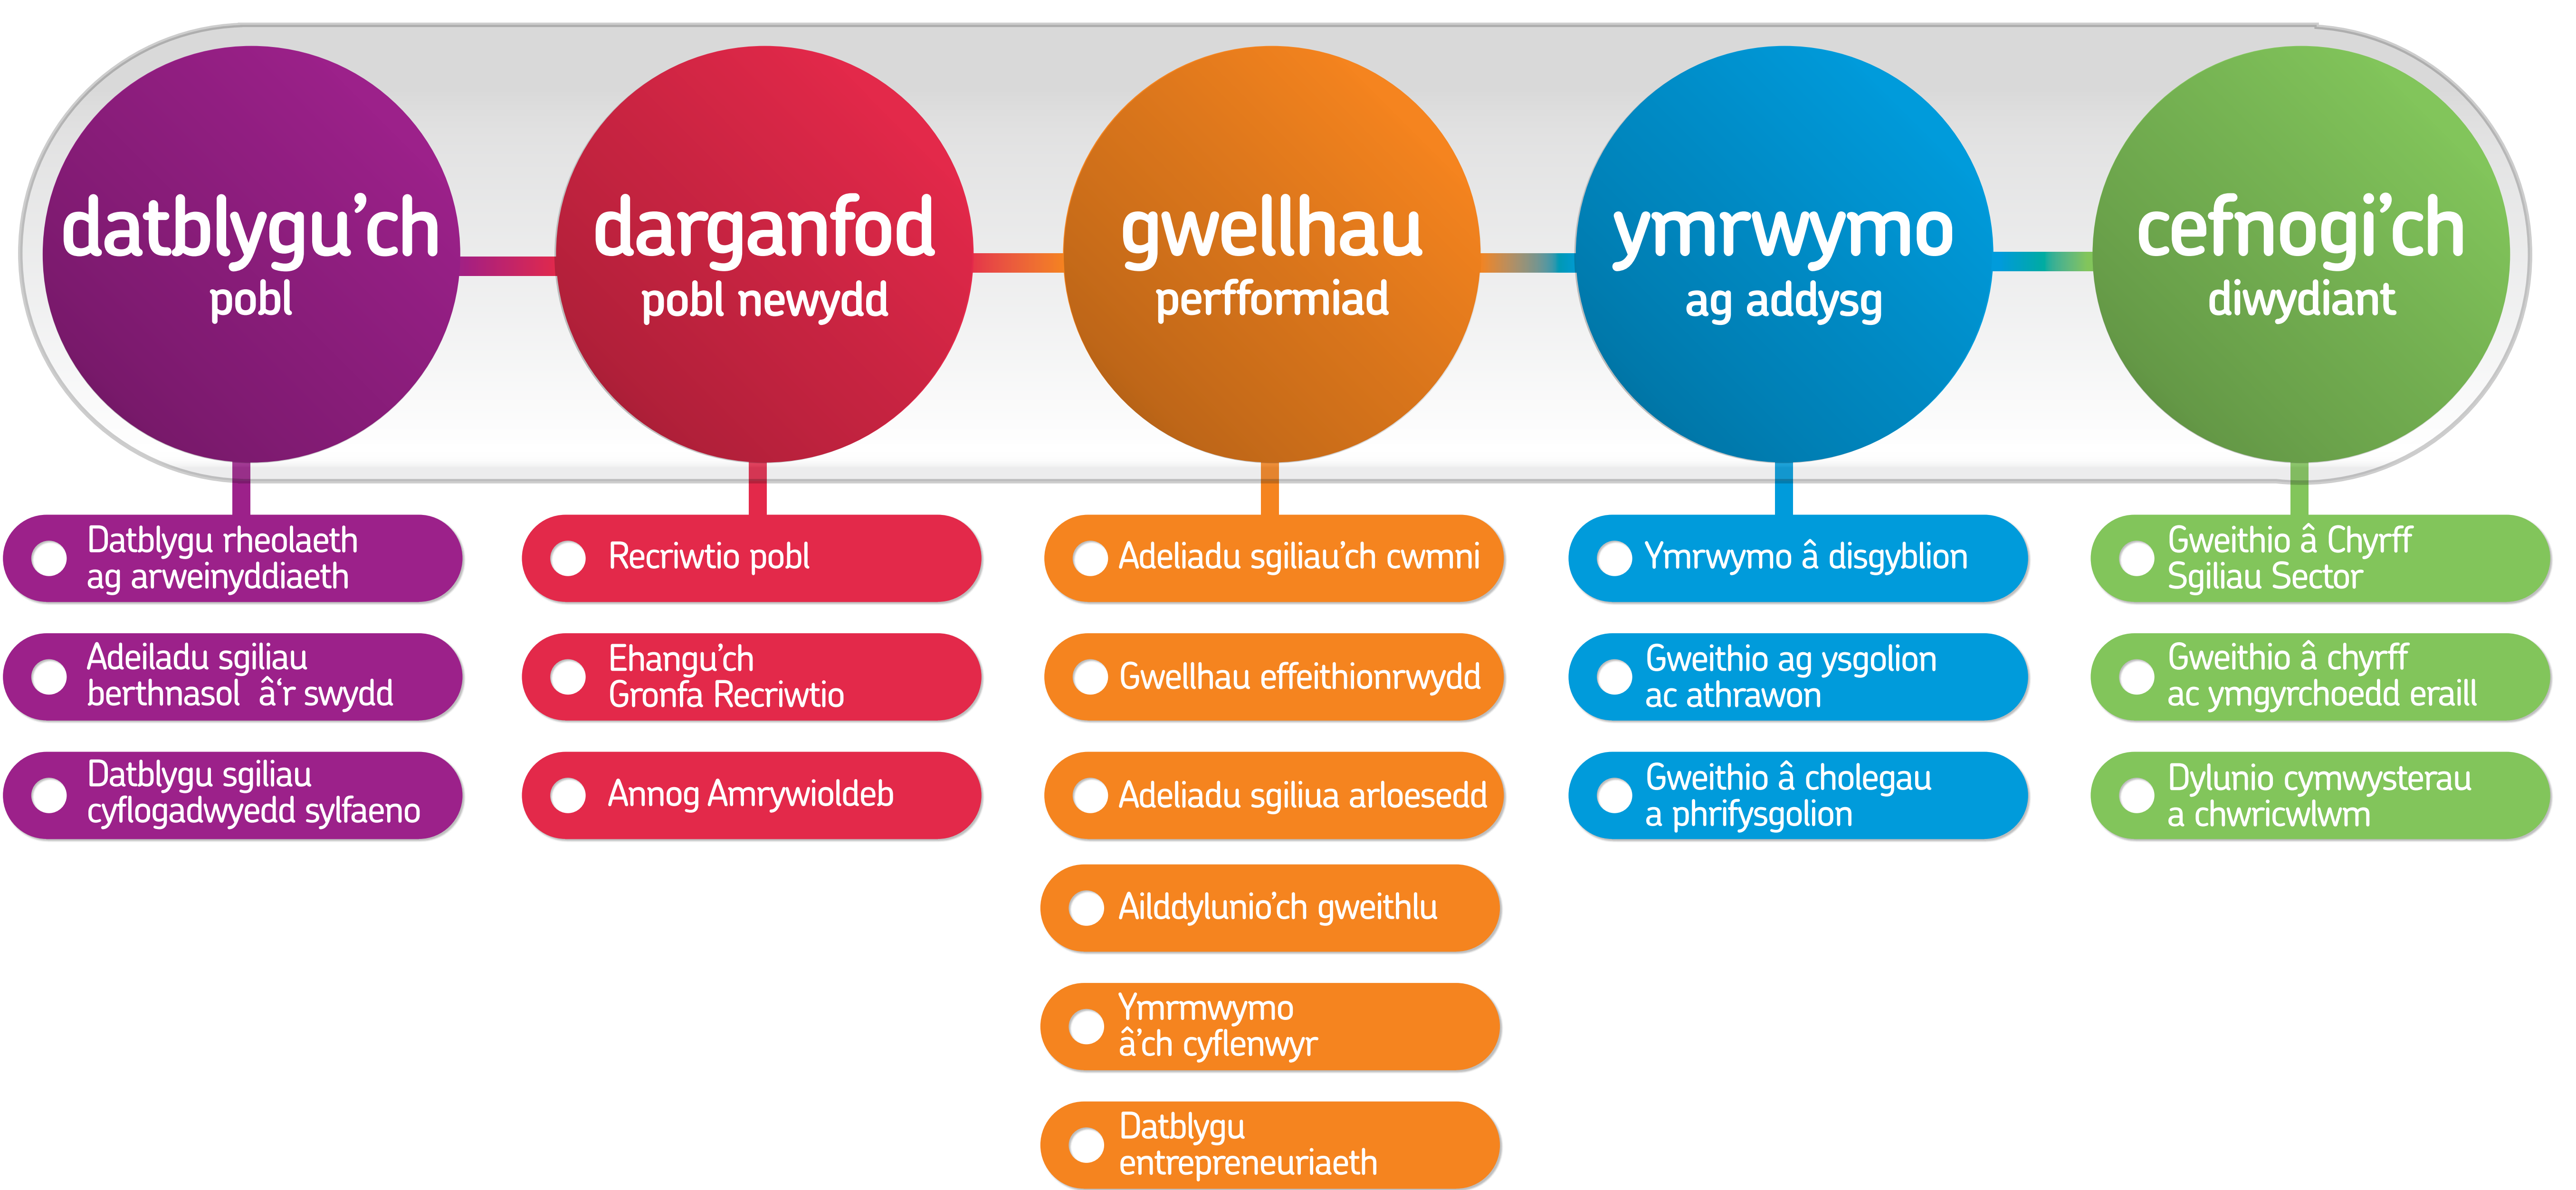 datblygu’ch
pobl
darganfod
pobl newydd
gwellhau
perfformiad
ymrwymo
ag addysg
cefnogi’ch
diwydiant
Datblygu rheolaeth
ag arweinyddiaeth
Adeiladu sgiliau
berthnasol â‘r swydd
Datblygu sgiliau
cyflogadwyedd sylfaeno
Recriwtio pobl
Ehangu’ch
Gronfa Recriwtio
Annog Amrywioldeb
Adeliadu sgiliau’ch cwmni
Gwellhau effeithionrwydd
Adeliadu sgiliua arloesedd
Ailddylunio’ch gweithlu
Ymrmwymo
â’ch cyflenwyr
Datblygu
entrepreneuriaeth
Ymrwymo â disgyblion
Gweithio ag ysgolion
ac athrawon
Gweithio â cholegau
a phrifysgolion
Gweithio â Chyrff
Sgiliau Sector
Gweithio â chyrff
ac ymgyrchoedd eraill
Dylunio cymwysterau
a chwricwlwm